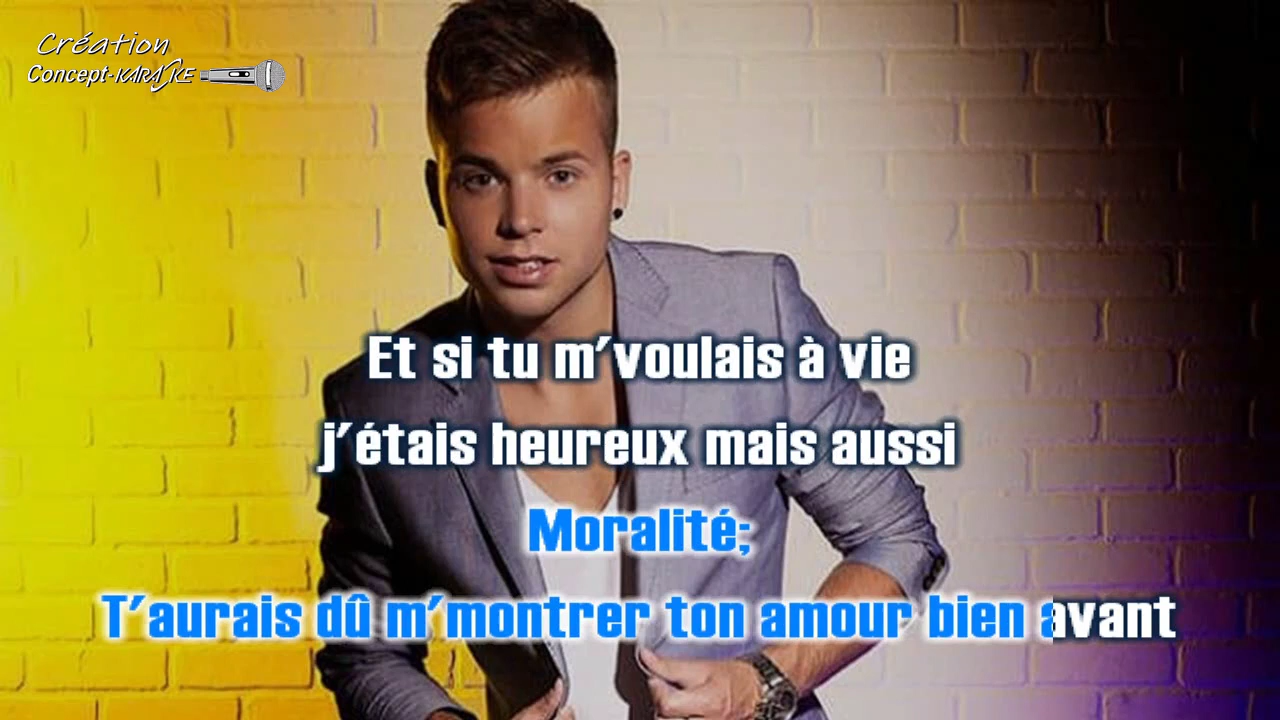 Création
Concept-KARAOKE
Et si tu m'voulais à vie
j'étais heureux mais aussi
Moralité;
T'aurais dû m'montrer ton amour bien avant